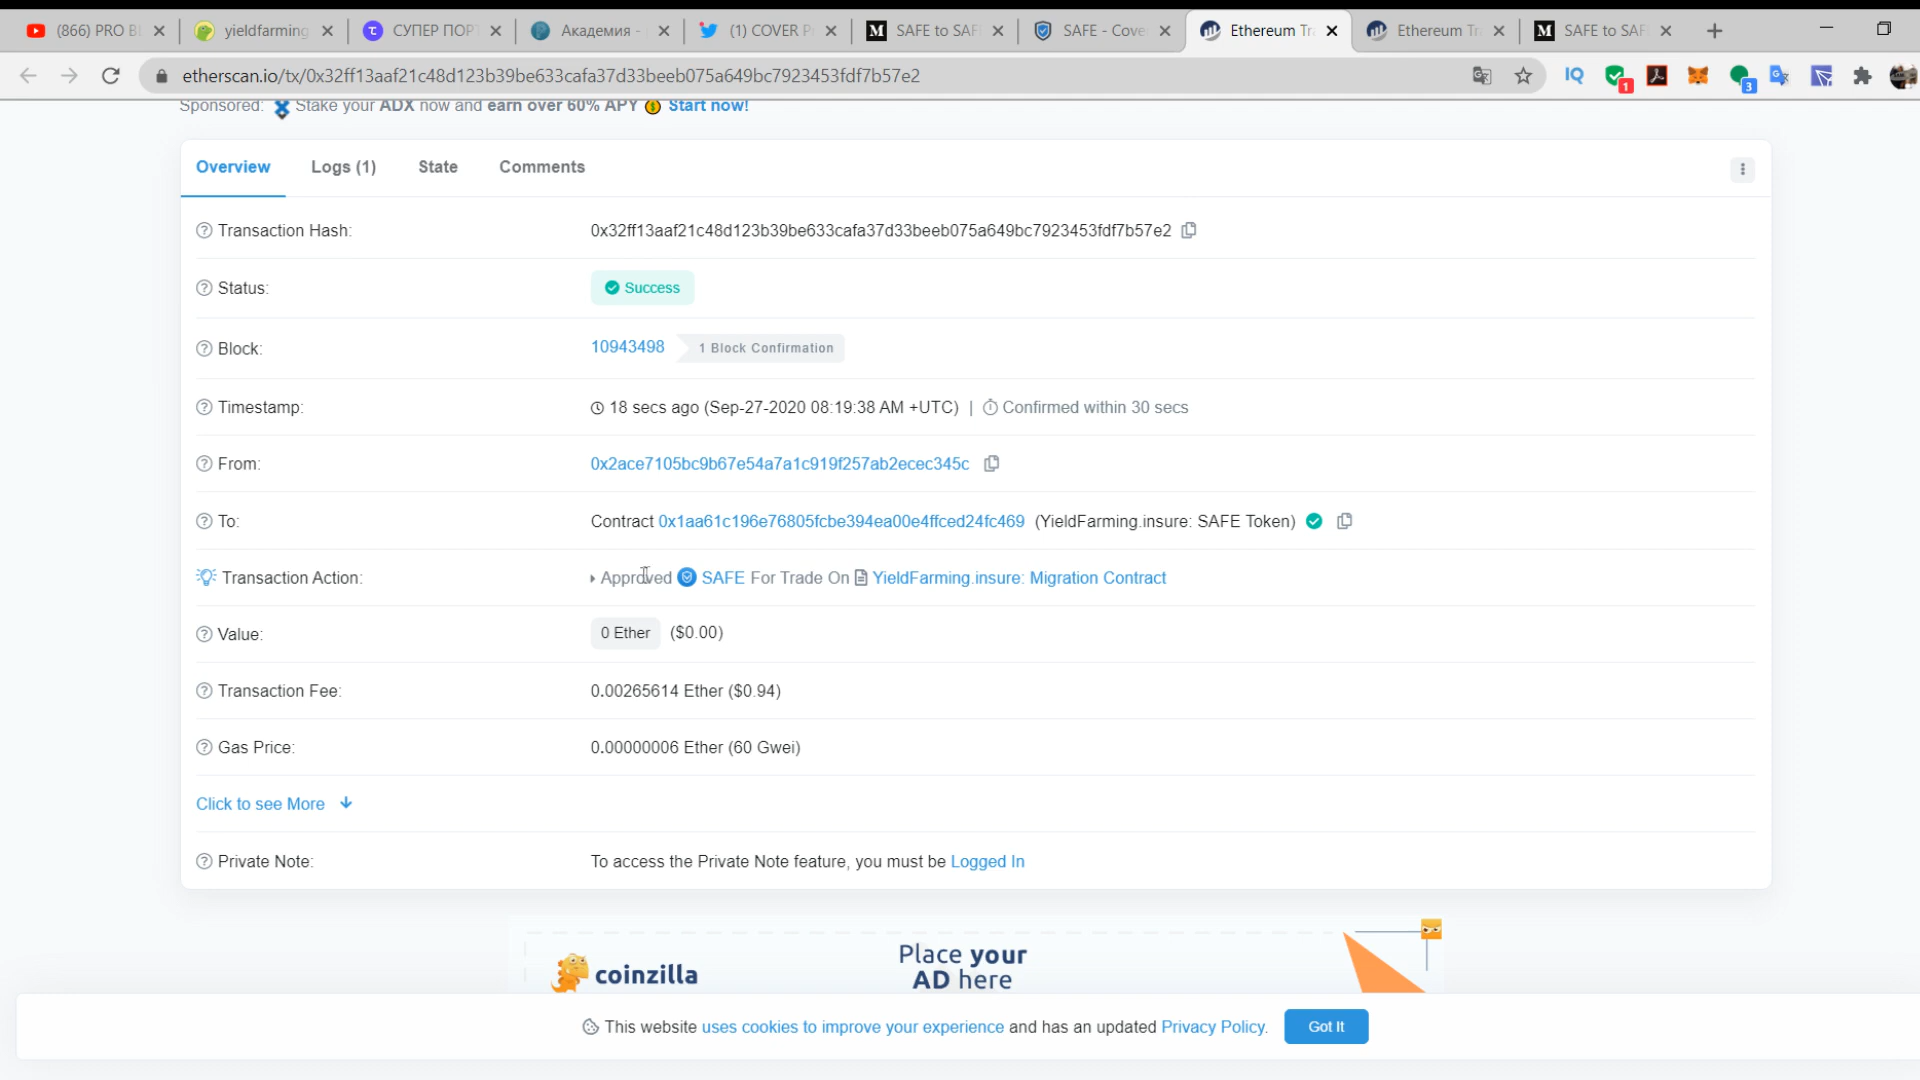 (866) PRO Bl
yieldfarming
СУПЕР ПОРТ
Академия -
(1) COVER P
SAFE to SAF
SAFE - Cove
Ethereum Tr
Ethereum Tr
SAFE to SAF
etherscan.io/tx/0x32ff13aaf21c48d123b39be633cafa37d33beeb075a649bc7923453fdf7b57e2
IQ
1
3
Sponsored: Stake your ADX now and earn over 60% APY Start now!
Overview Logs (1) State Comments
Transaction Hash: 0x32ff13aaf21c48d123b39be633cafa37d33beeb075a649bc7923453fdf7b57e2
Status: Success
Block: 10943498 1 Block Confirmation
Timestamp: 18 secs ago (Sep-27-2020 08:19:38 AM +UTC) | Confirmed within 30 secs
From: 0x2ace7105bc9b67e54a7a1c919f257ab2ecec345c
To: Contract 0x1aa61c196e76805fcbe394ea00e4ffced24fc469 (YieldFarming.insure: SAFE Token)
Transaction Action: Approved SAFE For Trade On YieldFarming.insure: Migration Contract
Value: 0 Ether ($0.00)
Transaction Fee: 0.00265614 Ether ($0.94)
Gas Price: 0.00000006 Ether (60 Gwei)
Click to see More
Private Note: To access the Private Note feature, you must be Logged In
coinzilla
Place your
AD here
This website uses cookies to improve your experience and has an updated Privacy Policy. Got It